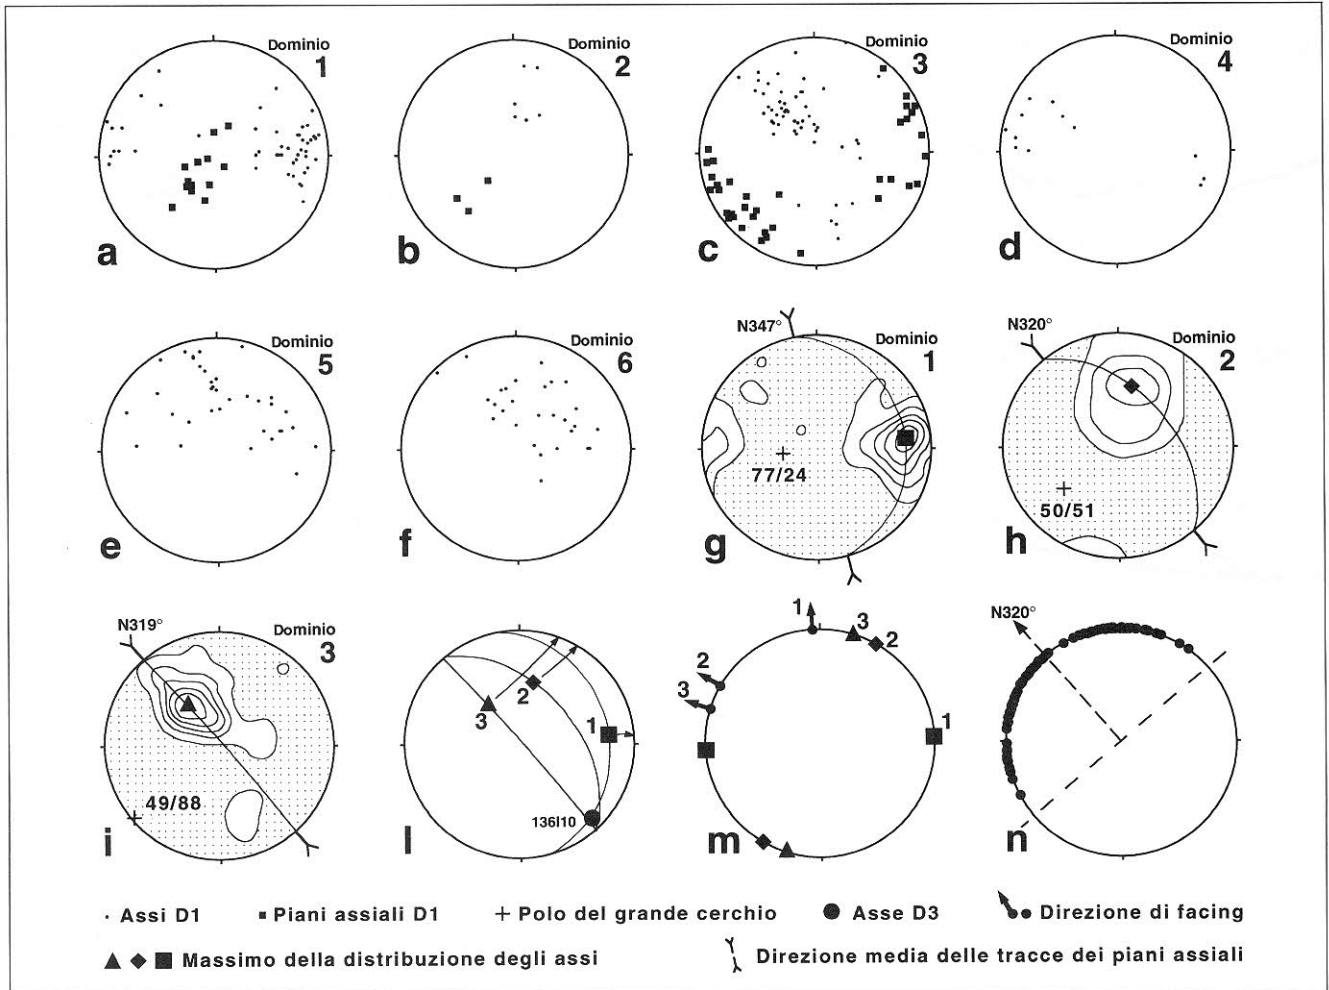 Dominio
1
a
Dominio
2
b
Dominio
3
c
Dominio
4
d
Dominio
5
e
Dominio
6
f
N347°
Dominio
1
77/24
g
N320°
Dominio
2
50/51
h
N319°
Dominio
3
49/88
i
3
2
1
136I10
l
1
3
2
2
3
1
m
N320°
n
Assi D1
Piani assiali D1
Polo del grande cerchio
Asse D3
Direzione di facing
Massimo della distribuzione degli assi
Direzione media delle tracce dei piani assiali